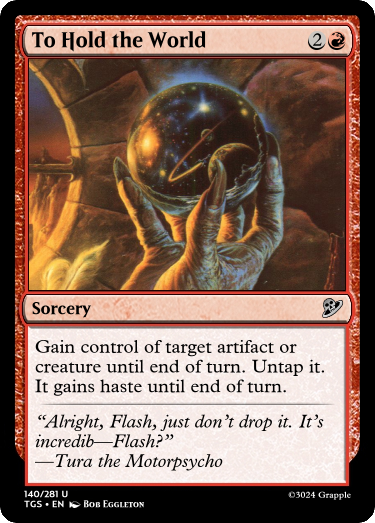 To Hold the World
2
Sorcery
Gain control of target artifact or
creature until end of turn. Untap it.
It gains haste until end of turn.
“Alright, Flash, just don’t drop it. It’s
incredib—Flash?”
—Tura the Motorpsycho
140/281 U
TGS • EN Bob Eggleton
©3024 Grapple